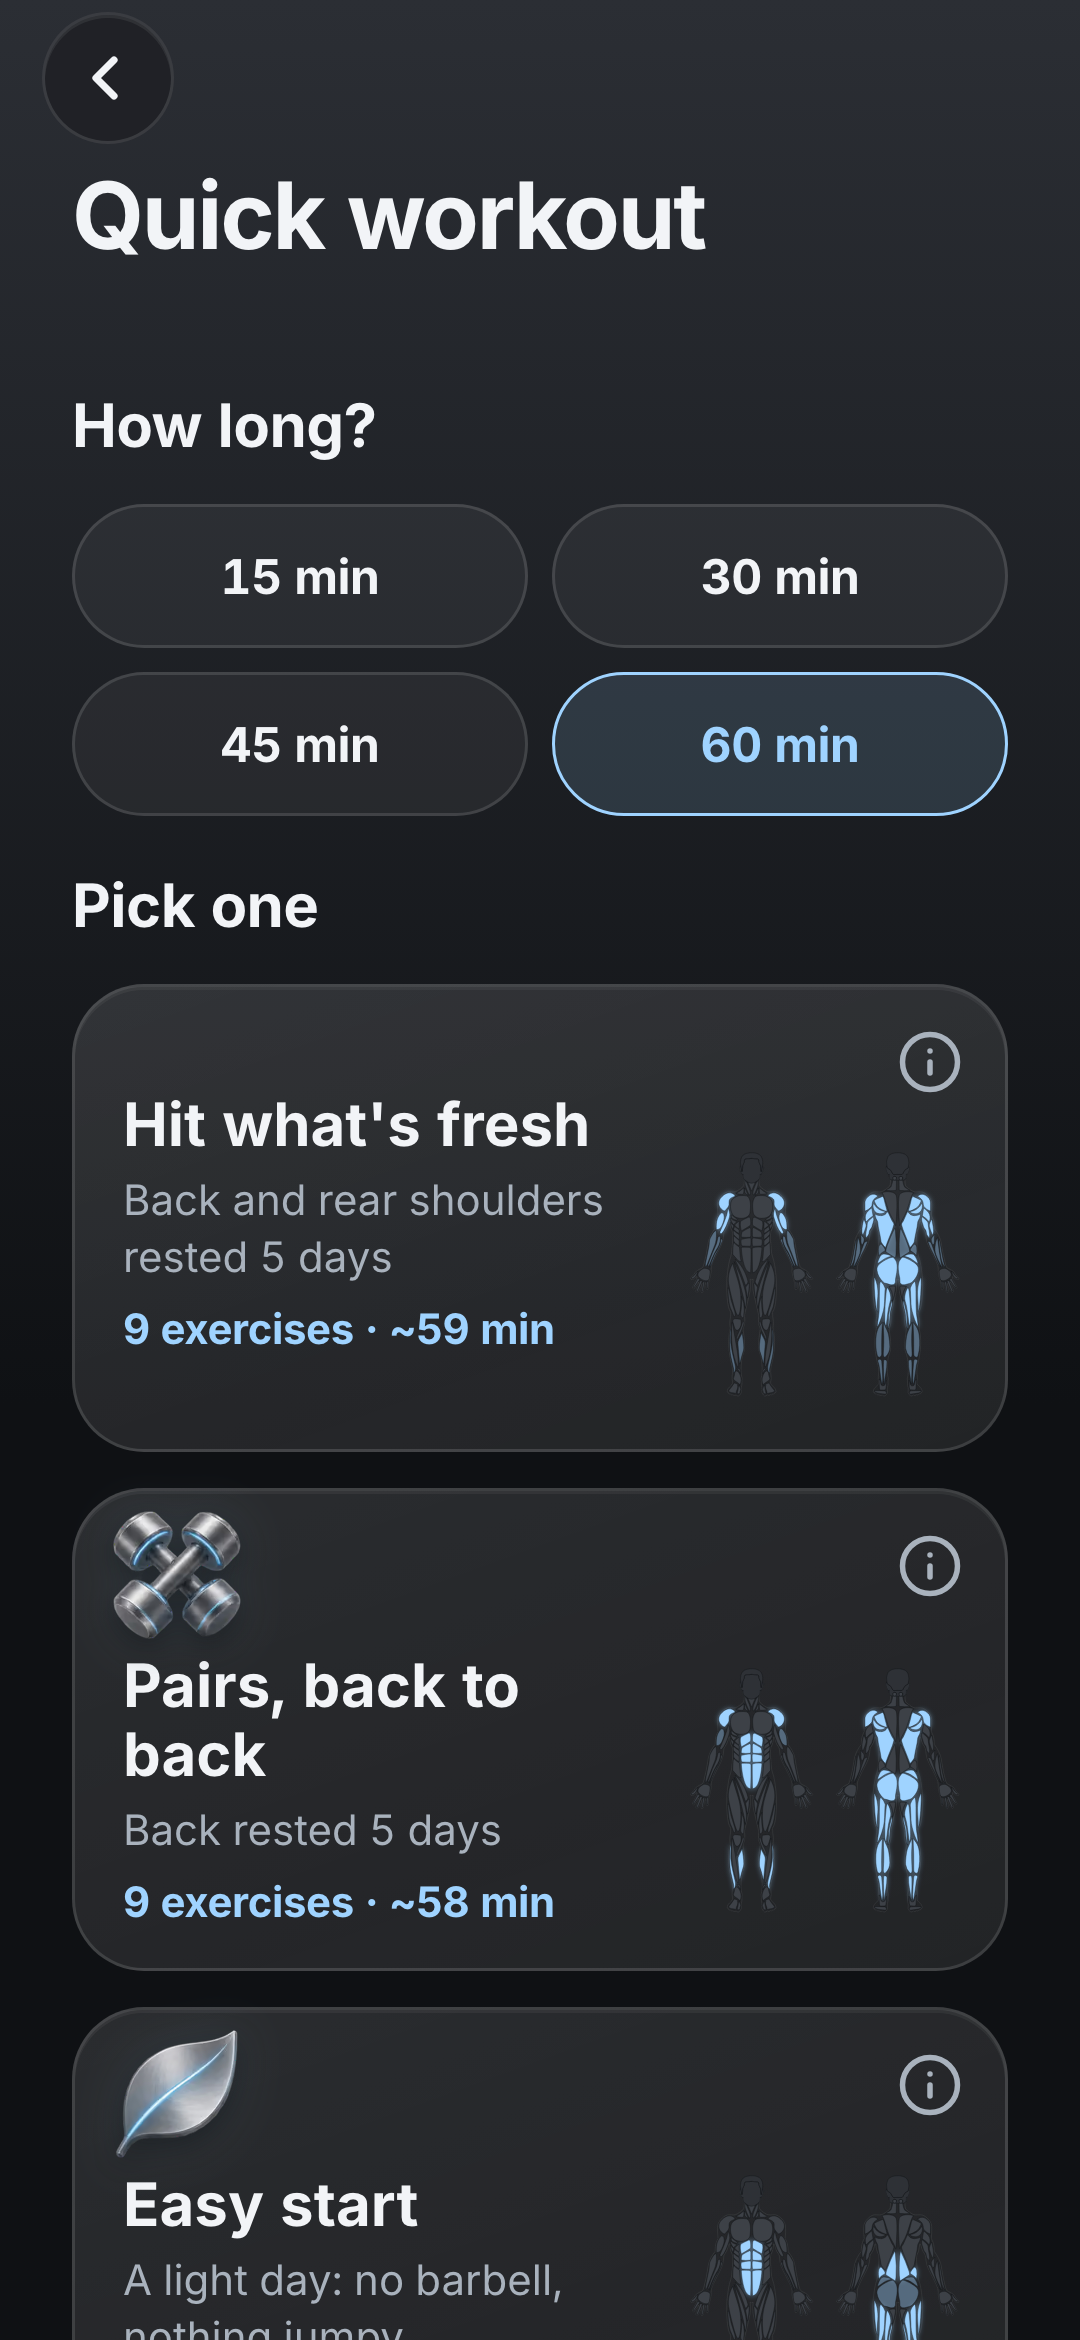 Quick workout
How long?
15 min
30 min
45 min
60 min
Pick one
Hit what's fresh
Back and rear shoulders
rested 5 days
9 exercises · ~59 min
Pairs, back to
back
Back rested 5 days
9 exercises · ~58 min
Easy start
A light day: no barbell,
nothing jumpy